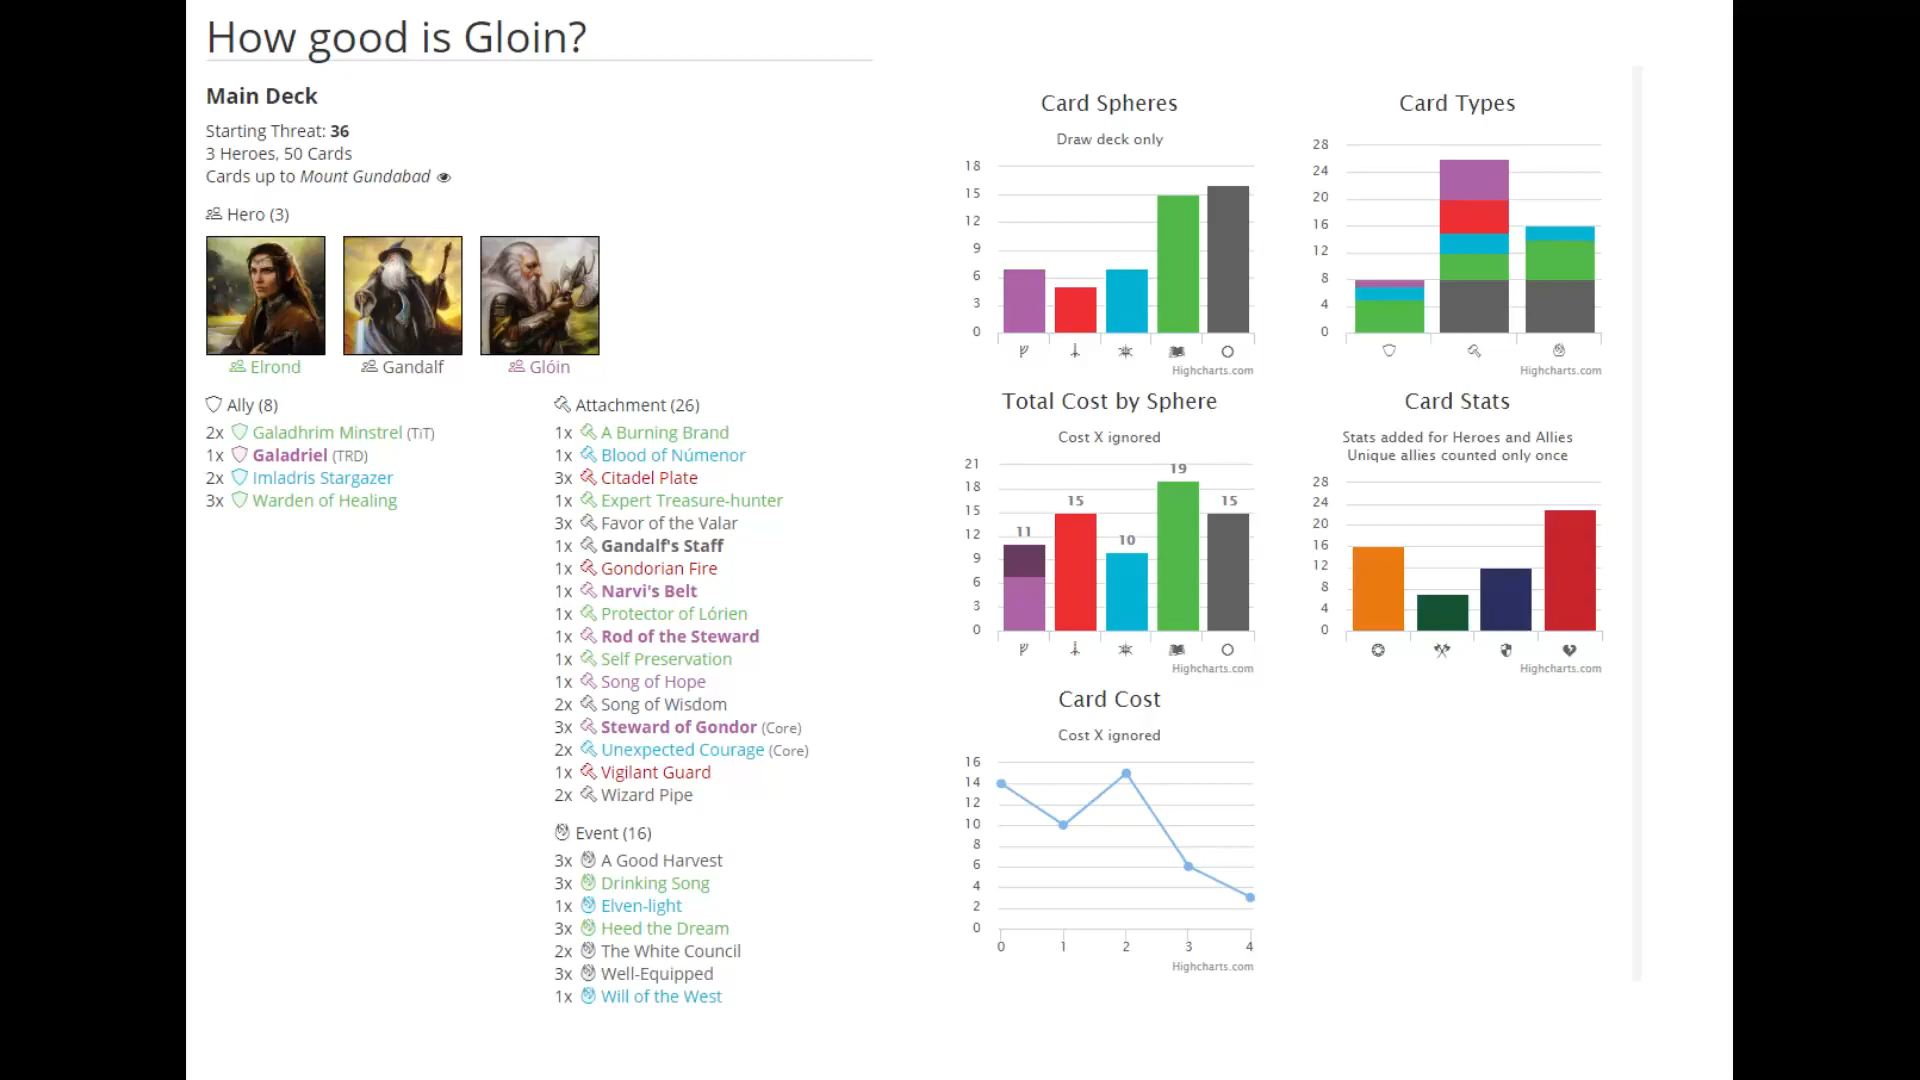 How good is Gloin?
Main Deck
Starting Threat: 36
3 Heroes, 50 Cards
Cards up to Mount Gundabad
Hero (3)
Elrond
Gandalf
Glóin
Ally (8)
2x Galadhrim Minstrel (TiT)
1x Galadriel (TRD)
2x Imladris Stargazer
3x Warden of Healing
Attachment (26)
1x A Burning Brand
1x Blood of Númenor
3x Citadel Plate
1x Expert Treasure-hunter
3x Favor of the Valar
1x Gandalf's Staff
1x Gondorian Fire
1x Narvi's Belt
1x Protector of Lórien
1x Rod of the Steward
1x Self Preservation
1x Song of Hope
2x Song of Wisdom
3x Steward of Gondor (Core)
2x Unexpected Courage (Core)
1x Vigilant Guard
2x Wizard Pipe
Event (16)
3x A Good Harvest
3x Drinking Song
1x Elven-light
3x Heed the Dream
2x The White Council
3x Well-Equipped
1x Will of the West
Card Spheres
Draw deck only
18
15
12
9
6
3
0
Highcharts.com
Card Types
28
24
20
16
12
8
4
0
Highcharts.com
Total Cost by Sphere
Cost X ignored
21
18
15
12
9
6
3
0
11
15
10
19
15
Highcharts.com
Card Stats
Stats added for Heroes and Allies
Unique allies counted only once
28
24
20
16
12
8
4
0
Highcharts.com
Card Cost
Cost X ignored
16
14
12
10
8
6
4
2
0
0 1 2 3 4
Highcharts.com